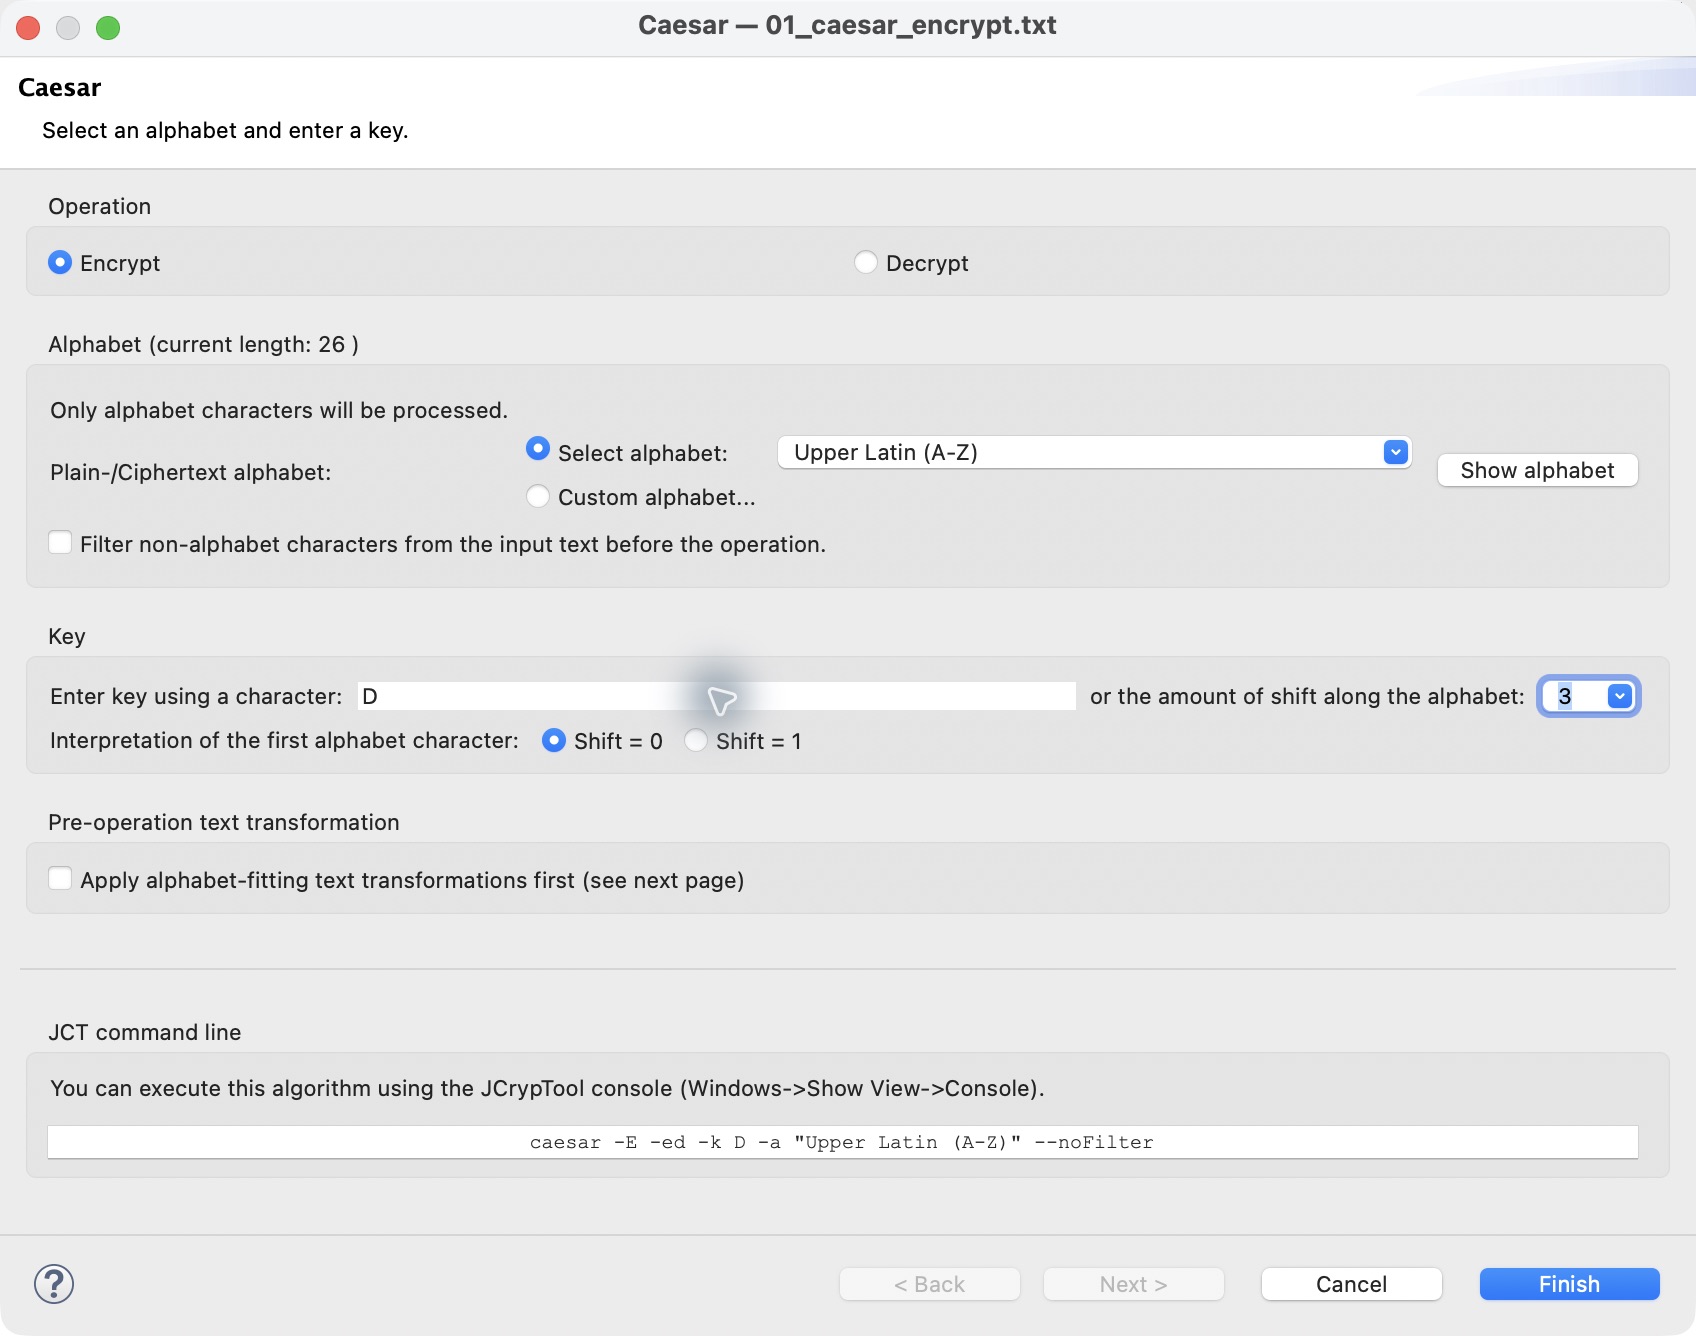 Caesar — 01_caesar_encrypt.txt
Caesar
Select an alphabet and enter a key.
Operation
Encrypt Decrypt
Alphabet (current length: 26 )
Only alphabet characters will be processed.
Plain-/Ciphertext alphabet:
Select alphabet: Upper Latin (A-Z)
Custom alphabet...
Show alphabet
Filter non-alphabet characters from the input text before the operation.
Key
Enter key using a character: D or the amount of shift along the alphabet: 3
Interpretation of the first alphabet character: Shift = 0 Shift = 1
Pre-operation text transformation
Apply alphabet-fitting text transformations first (see next page)
JCT command line
You can execute this algorithm using the JCrypTool console (Windows->Show View->Console).
caesar -E -ed -k D -a "Upper Latin (A-Z)" --noFilter
? < Back Next > Cancel Finish